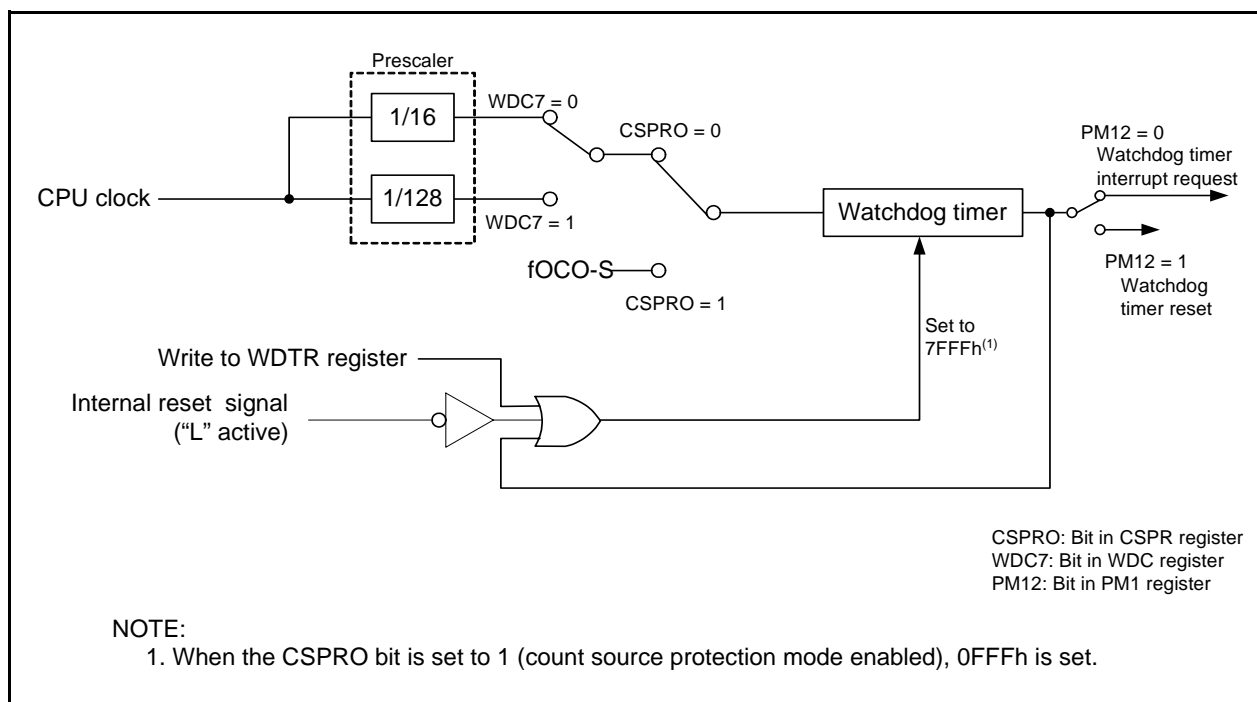 Prescaler
1/16
WDC7 = 0
CSPRO = 0
PM12 = 0
Watchdog timer
interrupt request
CPU clock
1/128
WDC7 = 1
Watchdog timer
fOCO-S
CSPRO = 1
PM12 = 1
Watchdog
timer reset
Set to
7FFFh(1)
Write to WDTR register
Internal reset signal
(“L” active)
CSPRO: Bit in CSPR register
WDC7: Bit in WDC register
PM12: Bit in PM1 register
NOTE:
1. When the CSPRO bit is set to 1 (count source protection mode enabled), 0FFFh is set.